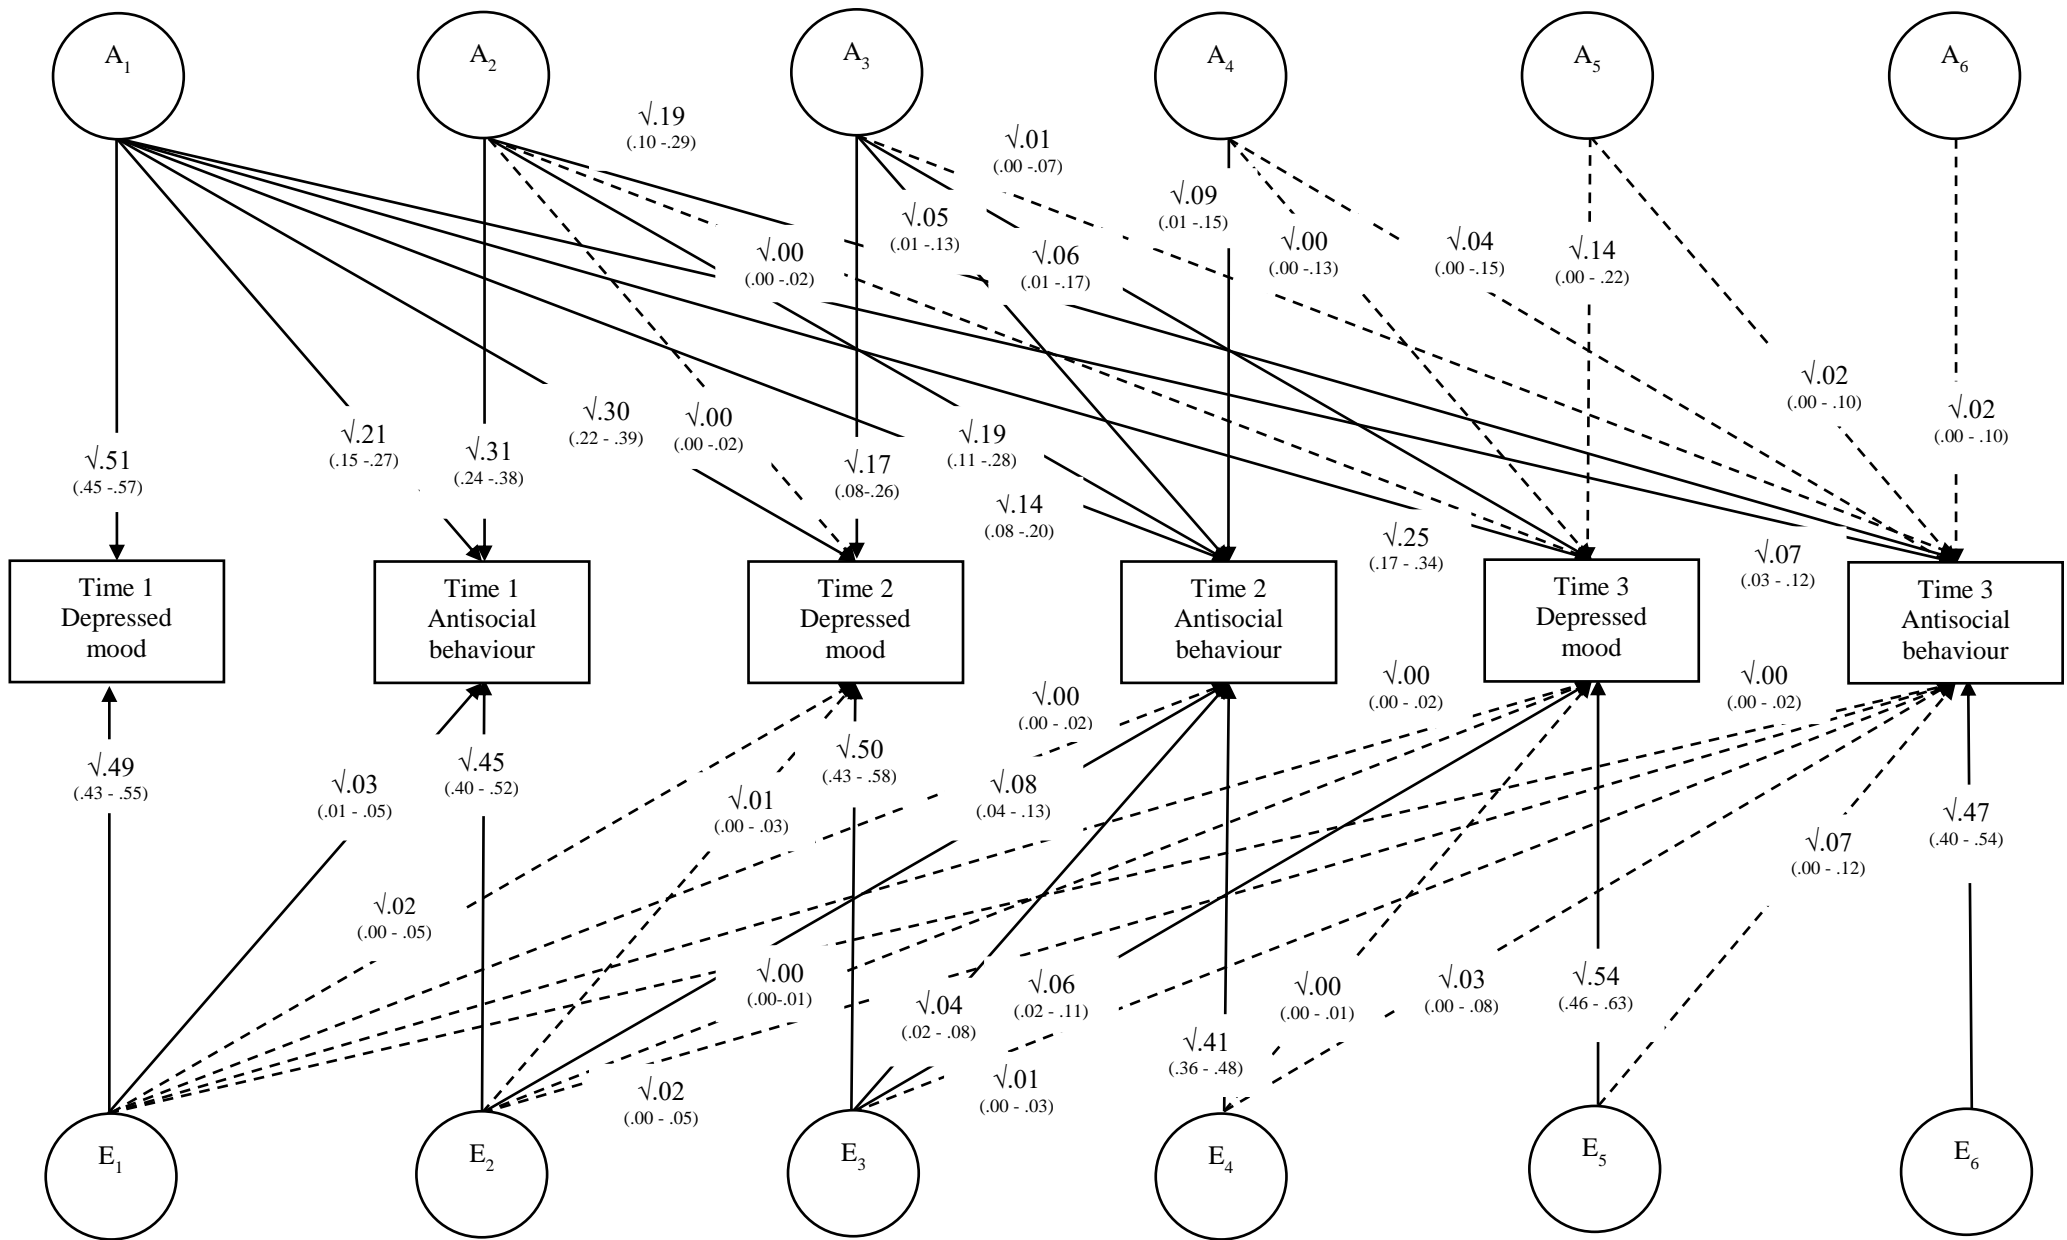 A1
A2
A3
A4
A5
A6
√.19
(.10 -.29)
√.01
(.00 -.07)
√.09
(.01 -.15)
√.05
(.01 -.13)
√.00
(.00 -.02)
√.06
(.01 -.17)
√.00
(.00 -.13)
√.04
(.00 -.15)
√.14
(.00 -.22)
√.02
(.00 - .10)
√.02
(.00 - .10)
√.51
(.45 -.57)
√.21
(.15 -.27)
√.31
(.24 -.38)
√.30
(.22 - .39)
√.00
(.00 -.02)
√.17
(.08-.26)
√.19
(.11 -.28)
√.14
(.08 -.20)
√.25
(.17 - .34)
√.07
(.03 - .12)
Time 1
Depressed
mood
Time 1
Antisocial
behaviour
Time 2
Depressed
mood
Time 2
Antisocial
behaviour
Time 3
Depressed
mood
Time 3
Antisocial
behaviour
√.49
(.43 - .55)
√.03
(.01 - .05)
√.45
(.40 - .52)
√.01
(.00 - .03)
√.50
(.43 - .58)
√.00
(.00 - .02)
√.08
(.04 - .13)
√.00
(.00 - .02)
√.00
(.00 - .02)
√.07
(.00 - .12)
√.47
(.40 - .54)
√.02
(.00 - .05)
√.00
(.00-.01)
√.04
(.02 - .08)
√.06
(.02 - .11)
√.41
(.36 - .48)
√.00
(.00 - .01)
√.03
(.00 - .08)
√.54
(.46 - .63)
√.02
(.00 - .05)
√.01
(.00 - .03)
E1
E2
E3
E4
E5
E6